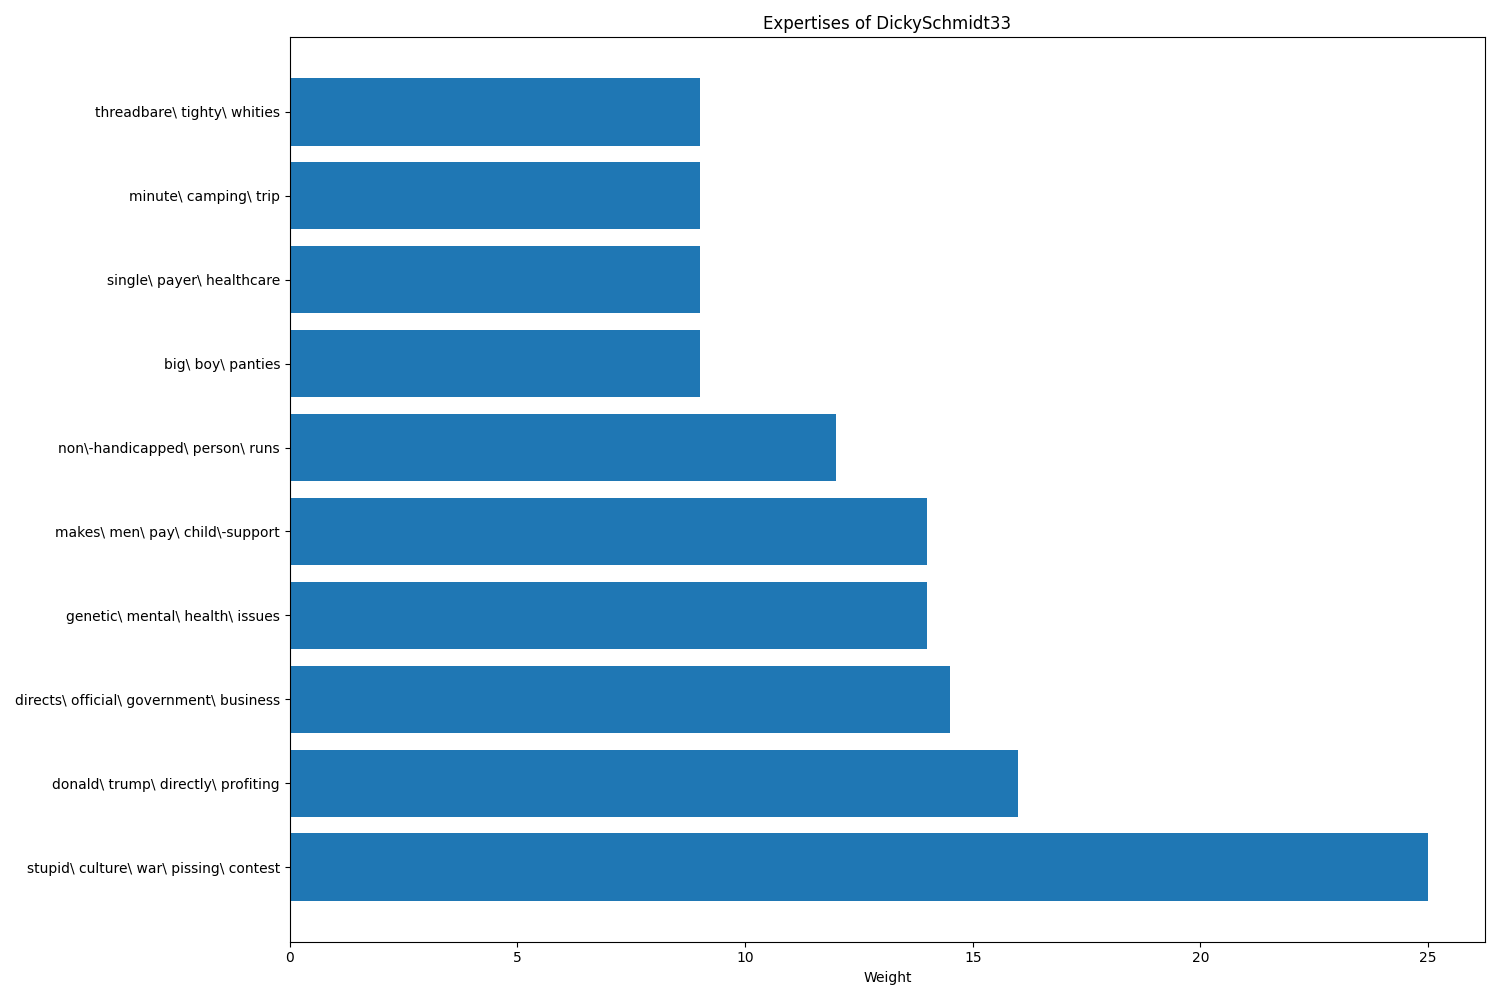 Expertises of DickySchmidt33
threadbare\ tighty\ whities
minute\ camping\ trip
single\ payer\ healthcare
big\ boy\ panties
non\-handicapped\ person\ runs
makes\ men\ pay\ child\-support
genetic\ mental\ health\ issues
directs\ official\ government\ business
donald\ trump\ directly\ profiting
stupid\ culture\ war\ pissing\ contest
0 5 10 15 20 25
Weight